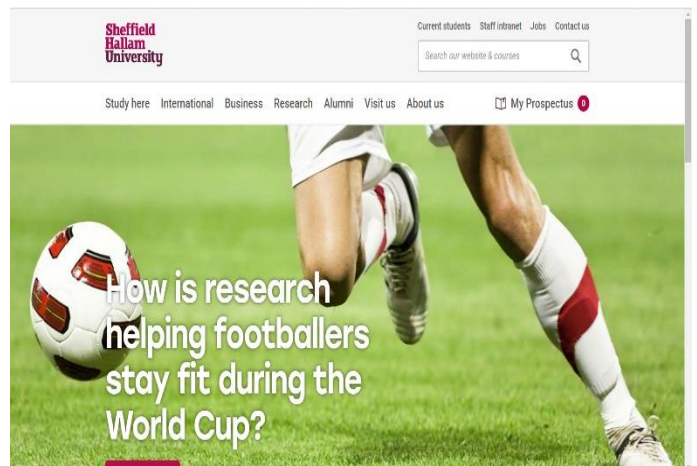 Sheffield
Hallam
University
Current students Staff intranet Jobs Contact us
Search our website & courses
Study here International Business Research Alumni Visit us About us My Prospectus 0
How is research
helping footballers
stay fit during the
World Cup?